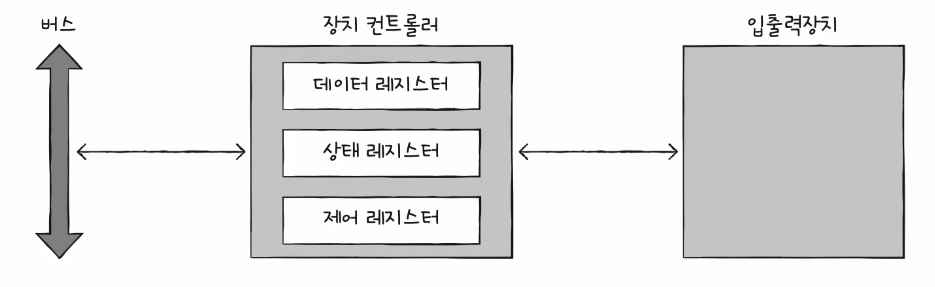 버스
장치 컨트롤러
입출력장치
데이터 레지스터
상태 레지스터
제어 레지스터